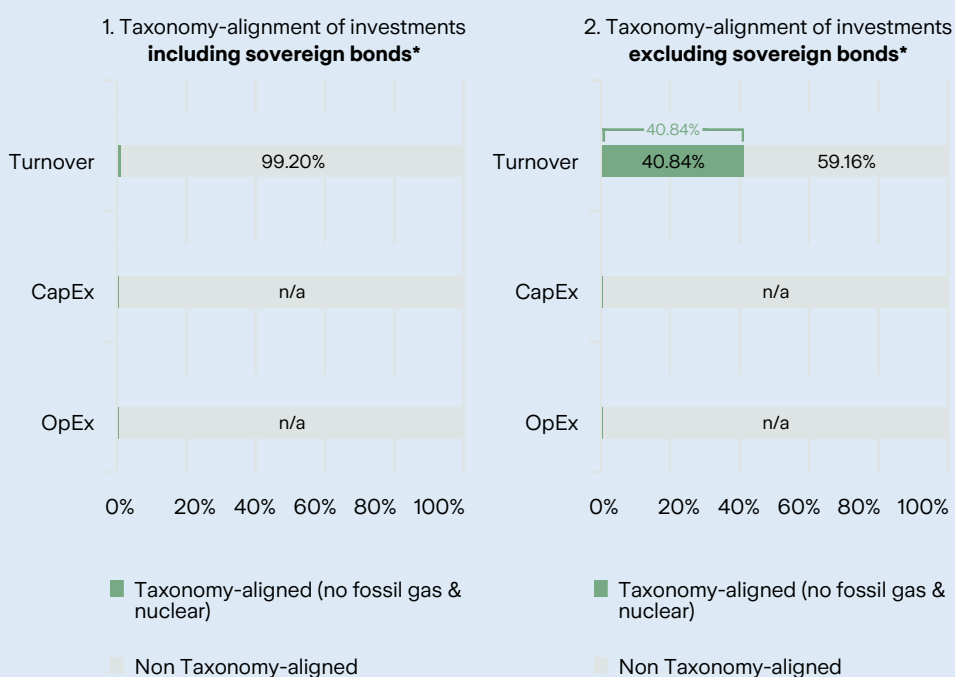 1. Taxonomy-alignment of investments
including sovereign bonds*
Turnover
99.20%
CapEx
n/a
OpEx
n/a
0% 20% 40% 60% 80% 100%
Taxonomy-aligned (no fossil gas &
nuclear)
Non Taxonomy-aligned
2. Taxonomy-alignment of investments
excluding sovereign bonds*
40.84%
Turnover
40.84%
59.16%
CapEx
n/a
OpEx
n/a
0% 20% 40% 60% 80% 100%
Taxonomy-aligned (no fossil gas &
nuclear)
Non Taxonomy-aligned